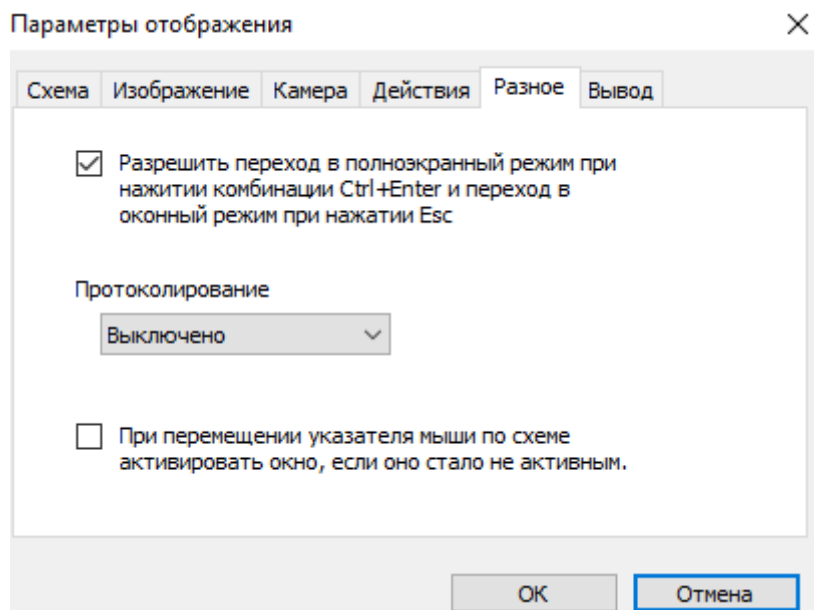 Параметры отображения
Схема Изображение Камера Действия Разное Вывод
Разрешить переход в полноэкранный режим при
нажитии комбинации Ctrl+Enter и переход в
оконный режим при нажатии Esc
Протоколирование
Выключено
При перемещении указателя мыши по схеме
активировать окно, если оно стало не активным.
ОК Отмена